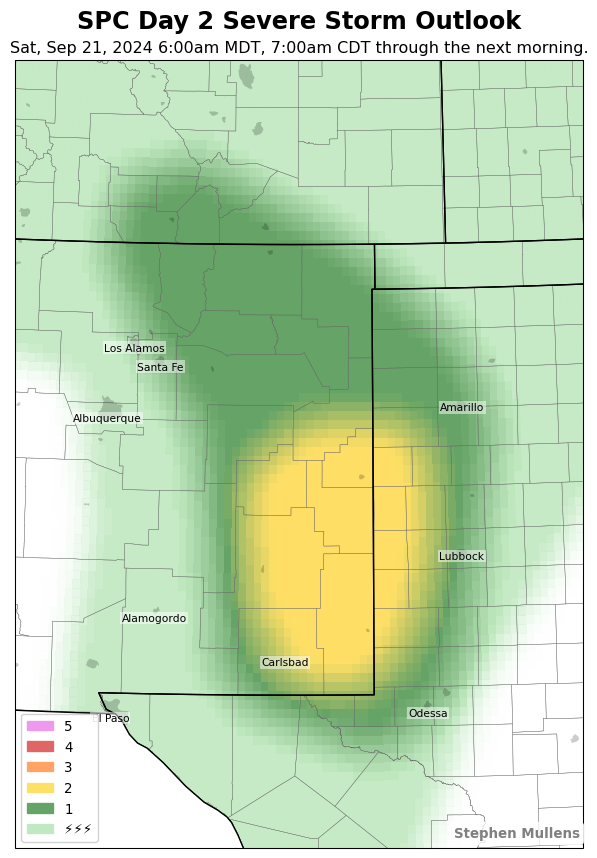 SPC Day 2 Severe Storm Outlook
Sat, Sep 21, 2024 6:00am MDT, 7:00am CDT through the next morning.
Los Alamos
Santa Fe
Amarillo
Albuquerque
Lubbock
Alamogordo
Carlsbad
Odessa
l Paso
5
4
3
2
1
⚡⚡⚡
Stephen Mullens